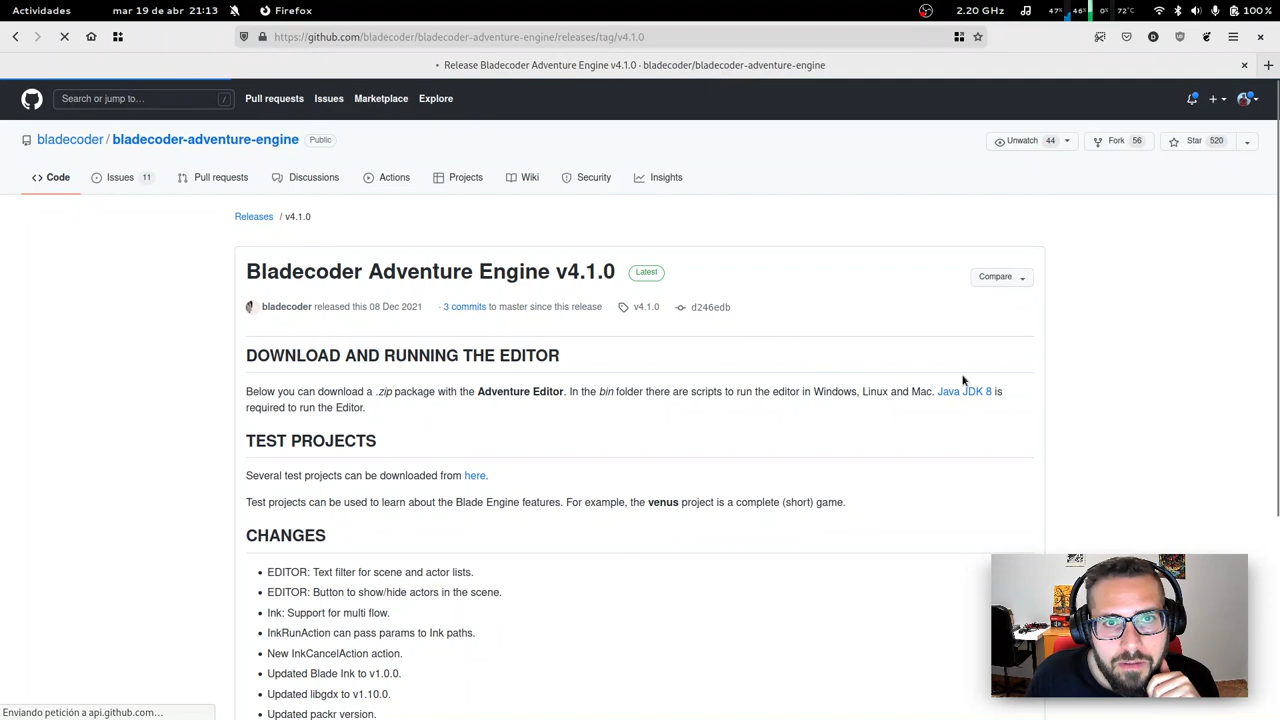 Actividades mar 19 de abr 21:13 Firefox 2.20 GHz 47% 46% 0% 72°C 100 %
https://github.com/bladecoder/bladecoder-adventure-engine/releases/tag/v4.1.0
Release Bladecoder Adventure Engine v4.1.0 · bladecoder/bladecoder-adventure-engine
Search or jump to… / Pull requests Issues Marketplace Explore
bladecoder / bladecoder-adventure-engine Public Unwatch 44 Fork 56 Star 520
Code Issues 11 Pull requests Discussions Actions Projects Wiki Security Insights
Releases / v4.1.0
Bladecoder Adventure Engine v4.1.0 Latest Compare
bladecoder released this 08 Dec 2021 · 3 commits to master since this release v4.1.0 d246edb
DOWNLOAD AND RUNNING THE EDITOR
Below you can download a .zip package with the Adventure Editor. In the bin folder there are scripts to run the editor in Windows, Linux and Mac. Java JDK 8 is
required to run the Editor.
TEST PROJECTS
Several test projects can be downloaded from here.
Test projects can be used to learn about the Blade Engine features. For example, the venus project is a complete (short) game.
CHANGES
• EDITOR: Text filter for scene and actor lists.
• EDITOR: Button to show/hide actors in the scene.
• Ink: Support for multi flow.
• InkRunAction can pass params to Ink paths.
• New InkCancelAction action.
• Updated Blade Ink to v1.0.0.
• Updated libgdx to v1.10.0.
• Updated packr version.
Enviando petición a api.github.com…